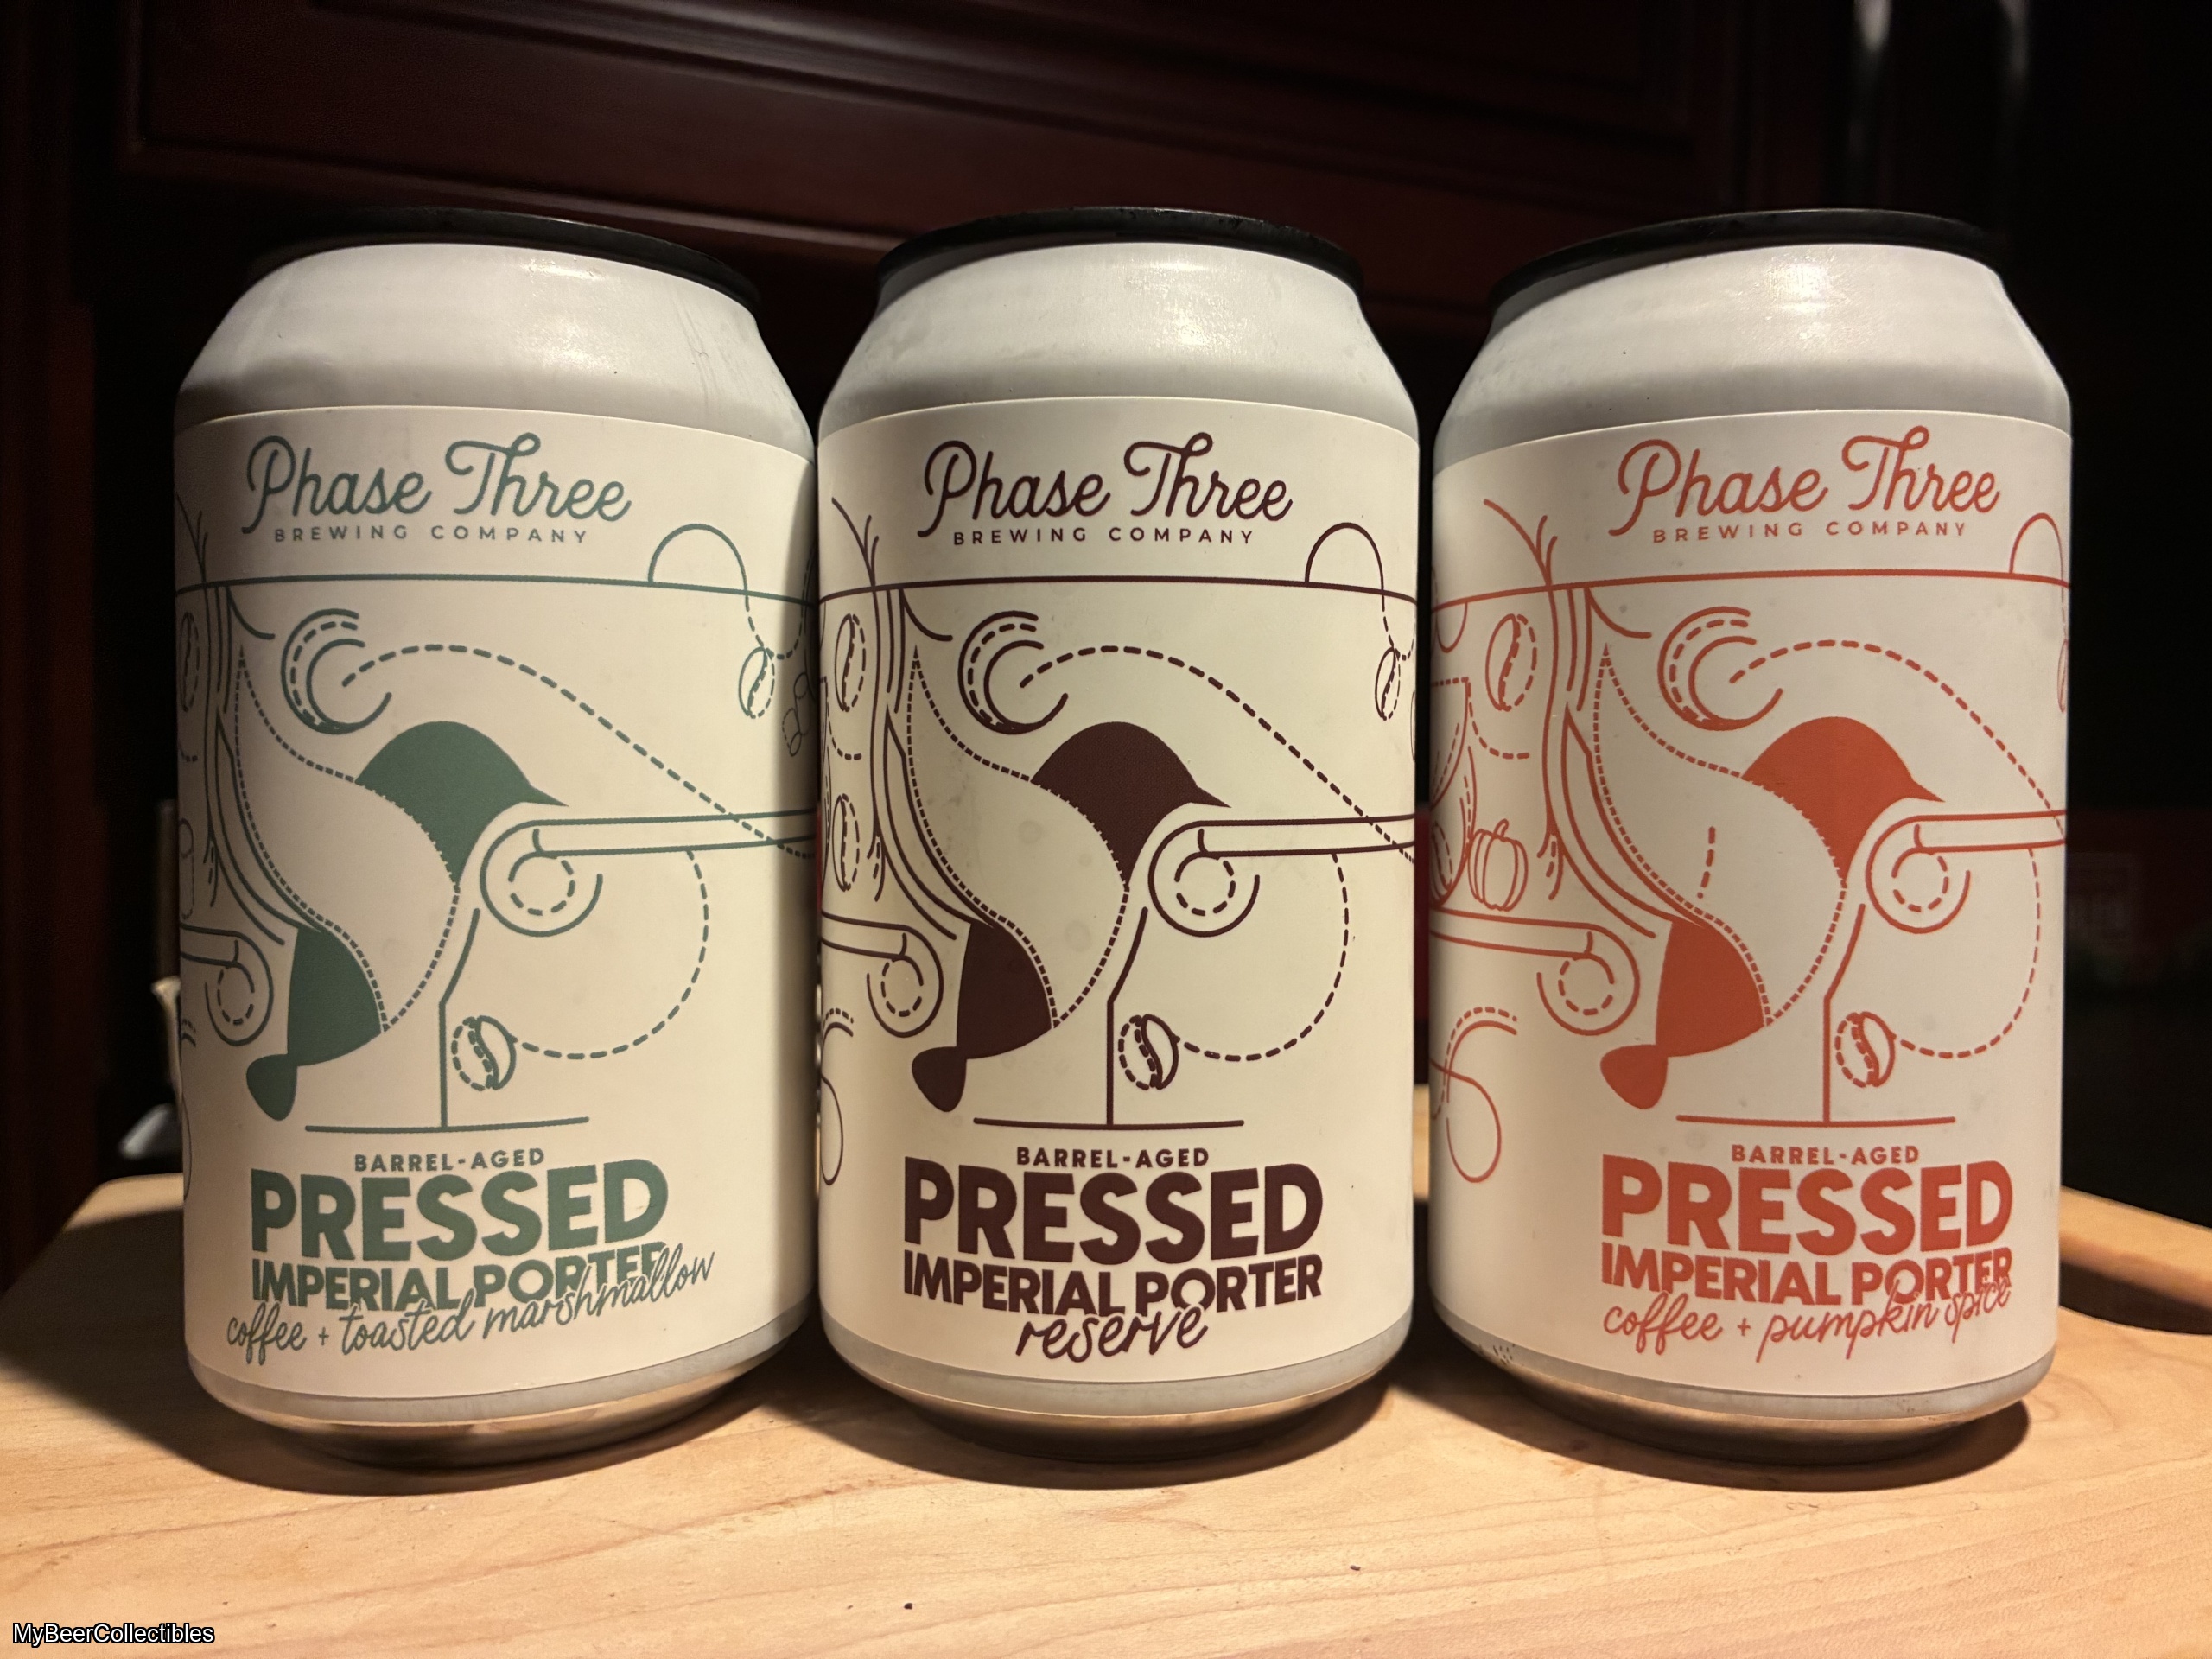 Phase Three
BREWING COMPANY
BARREL-AGED
PRESSED
IMPERIAL PORTER
coffee + toasted marshmallow
Phase Three
BREWING COMPANY
BARREL-AGED
PRESSED
IMPERIAL PORTER
reserve
Phase Three
BREWING COMPANY
BARREL-AGED
PRESSED
IMPERIAL PORTER
coffee + pumpkin spice
MyBeerCollectibles